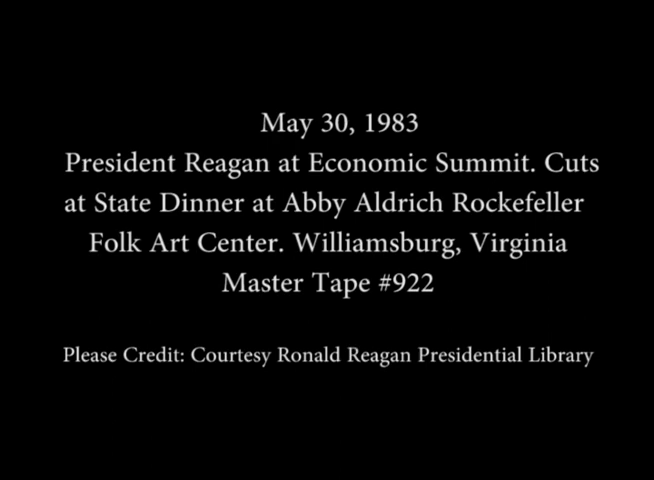 May 30, 1983
President Reagan at Economic Summit. Cuts
at State Dinner at Abby Aldrich Rockefeller
Folk Art Center. Williamsburg, Virginia
Master Tape #922
Please Credit: Courtesy Ronald Reagan Presidential Library